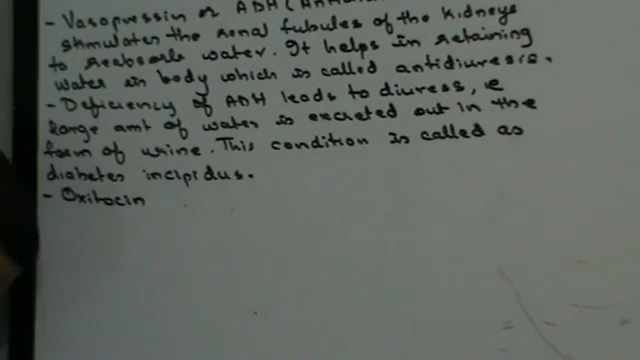 - Vasopressin or ADH (
stimulates the renal tubules of the kidneys
to reabsorb water. It helps in retaining
water in body which is called antidiuresis.
- Deficiency of ADH leads to diuress, ie
large amt of water is excreted out in the
form of urine. This condition is called as
diabetes incipidus.
- Oxitocin